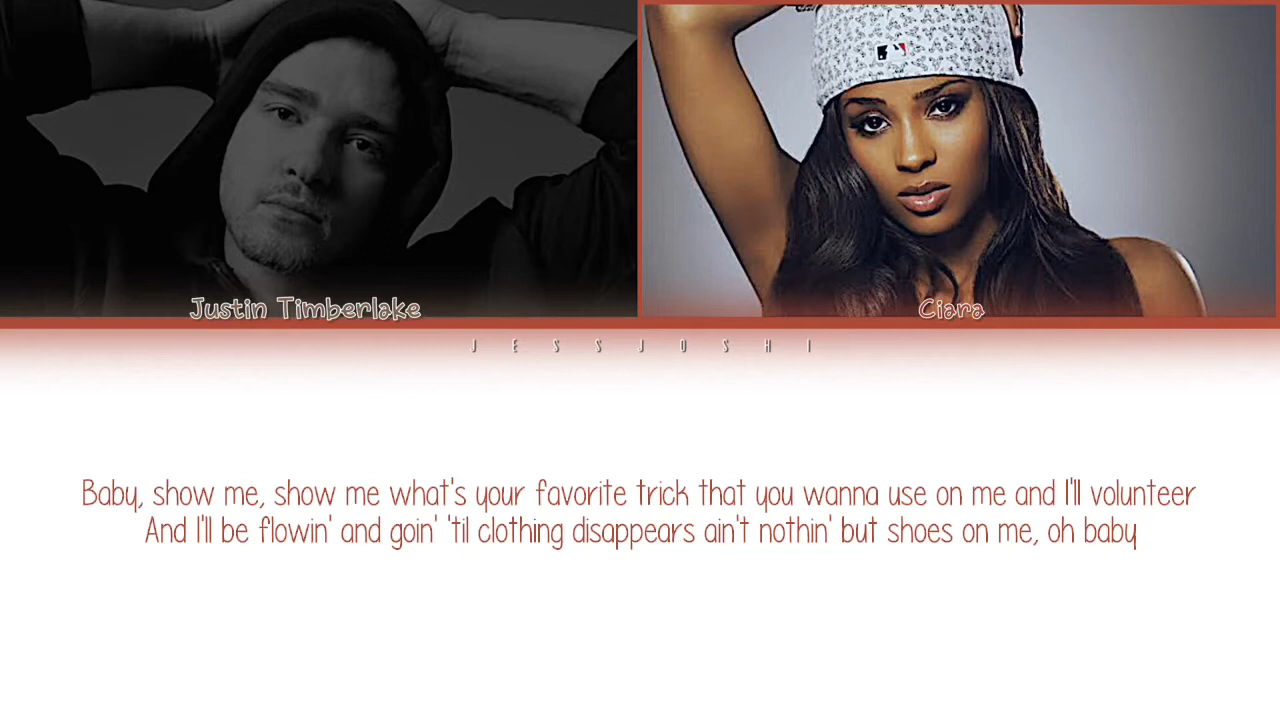 Justin Timberlake
Ciara
JESSJOSHI
Baby, show me, show me what's your favorite trick that you wanna use on me and I'll volunteer
And I'll be flowin' and goin' 'til clothing disappears ain't nothin' but shoes on me, oh baby